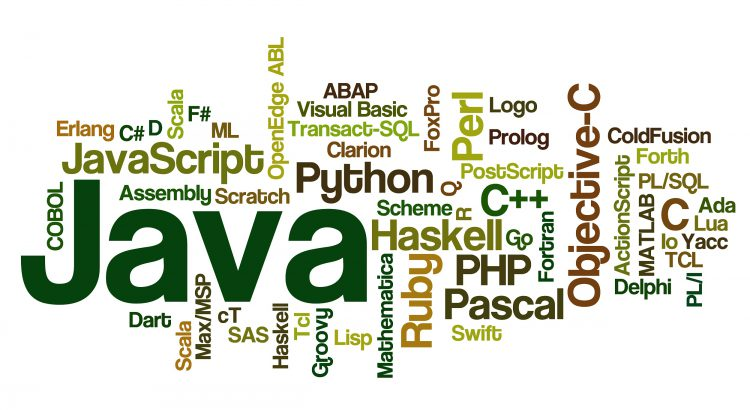 OpenEdge ABL
ABAP
FoxPro
Visual Basic
Logo
Scala
F#
Erlang
C#
D
ML
Transact-SQL
Perl
Prolog
Objective-C
ColdFusion
JavaScript
Clarion
Forth
Python
PostScript
ActionScript
PL/SQL
COBOL
Java
Assembly
Scratch
Q
C++
MATLAB
C
Ada
Scheme
R
Lua
Haskell
Go
Fortran
Io
Yacc
TCL
PHP
Ruby
Mathematica
Pascal
Delphi
PL/I
Dart
Scala
Max/MSP
cT
SAS
Haskell
Tcl
Groovy
Lisp
Swift